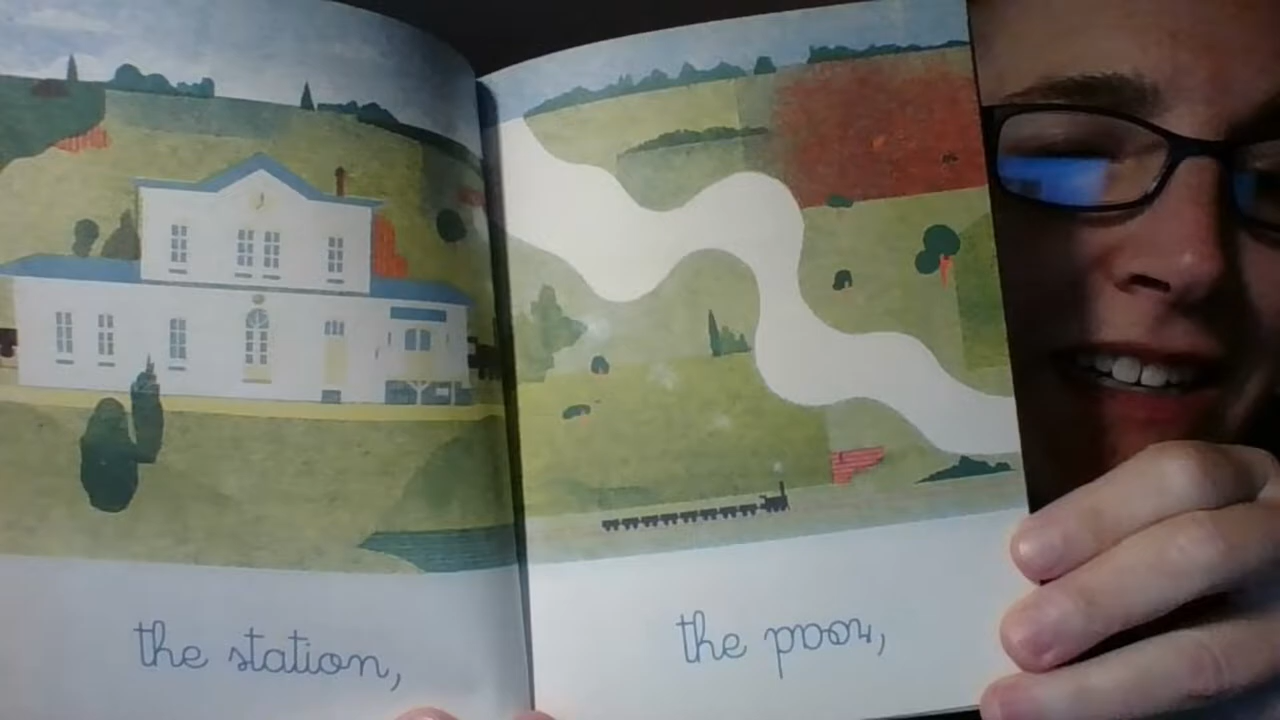 the station,
the poor,